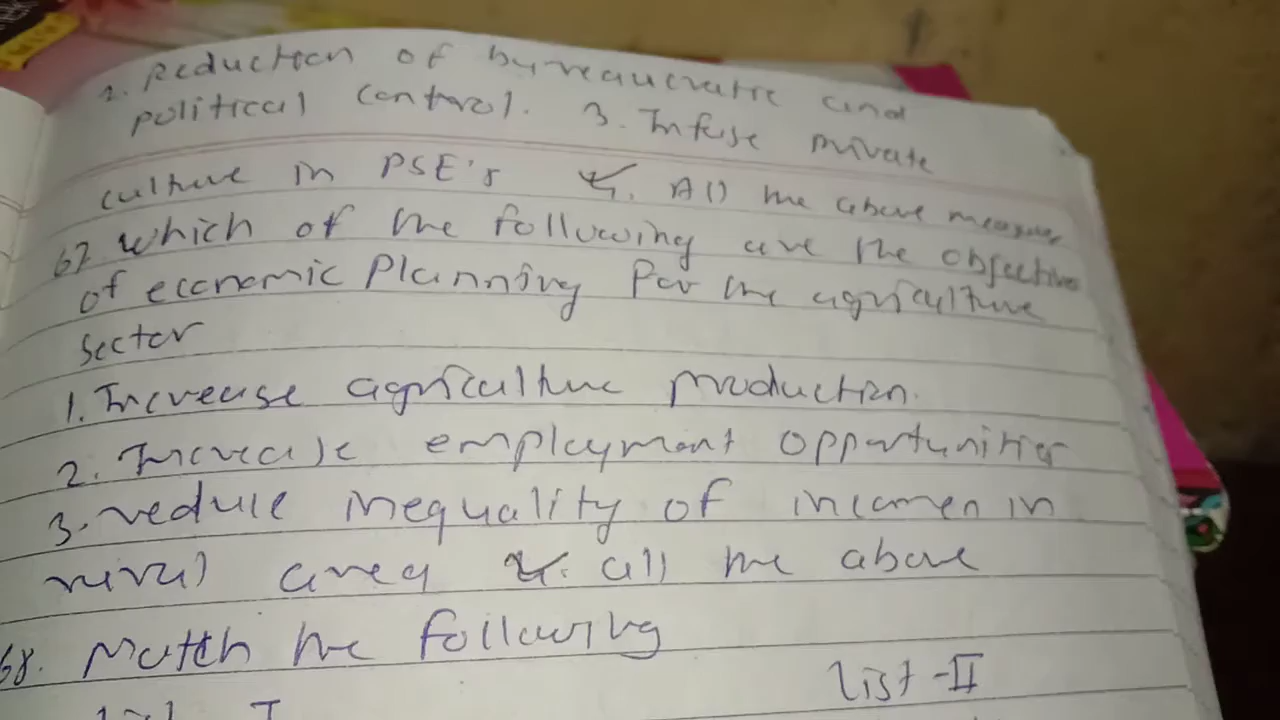 2. Reduction of byreaucratic and
political Control. 3. Infuse private
culture in PSE's 4. All the above measures
67. which of the following are the objectives
of economic Planning For the agriculture
Sector
1. Increase agriculture production.
2. Increase employment opportunities
3. reduce inequality of incomes in
rural area 4. all the above
68. Match the following
List - I
List - II